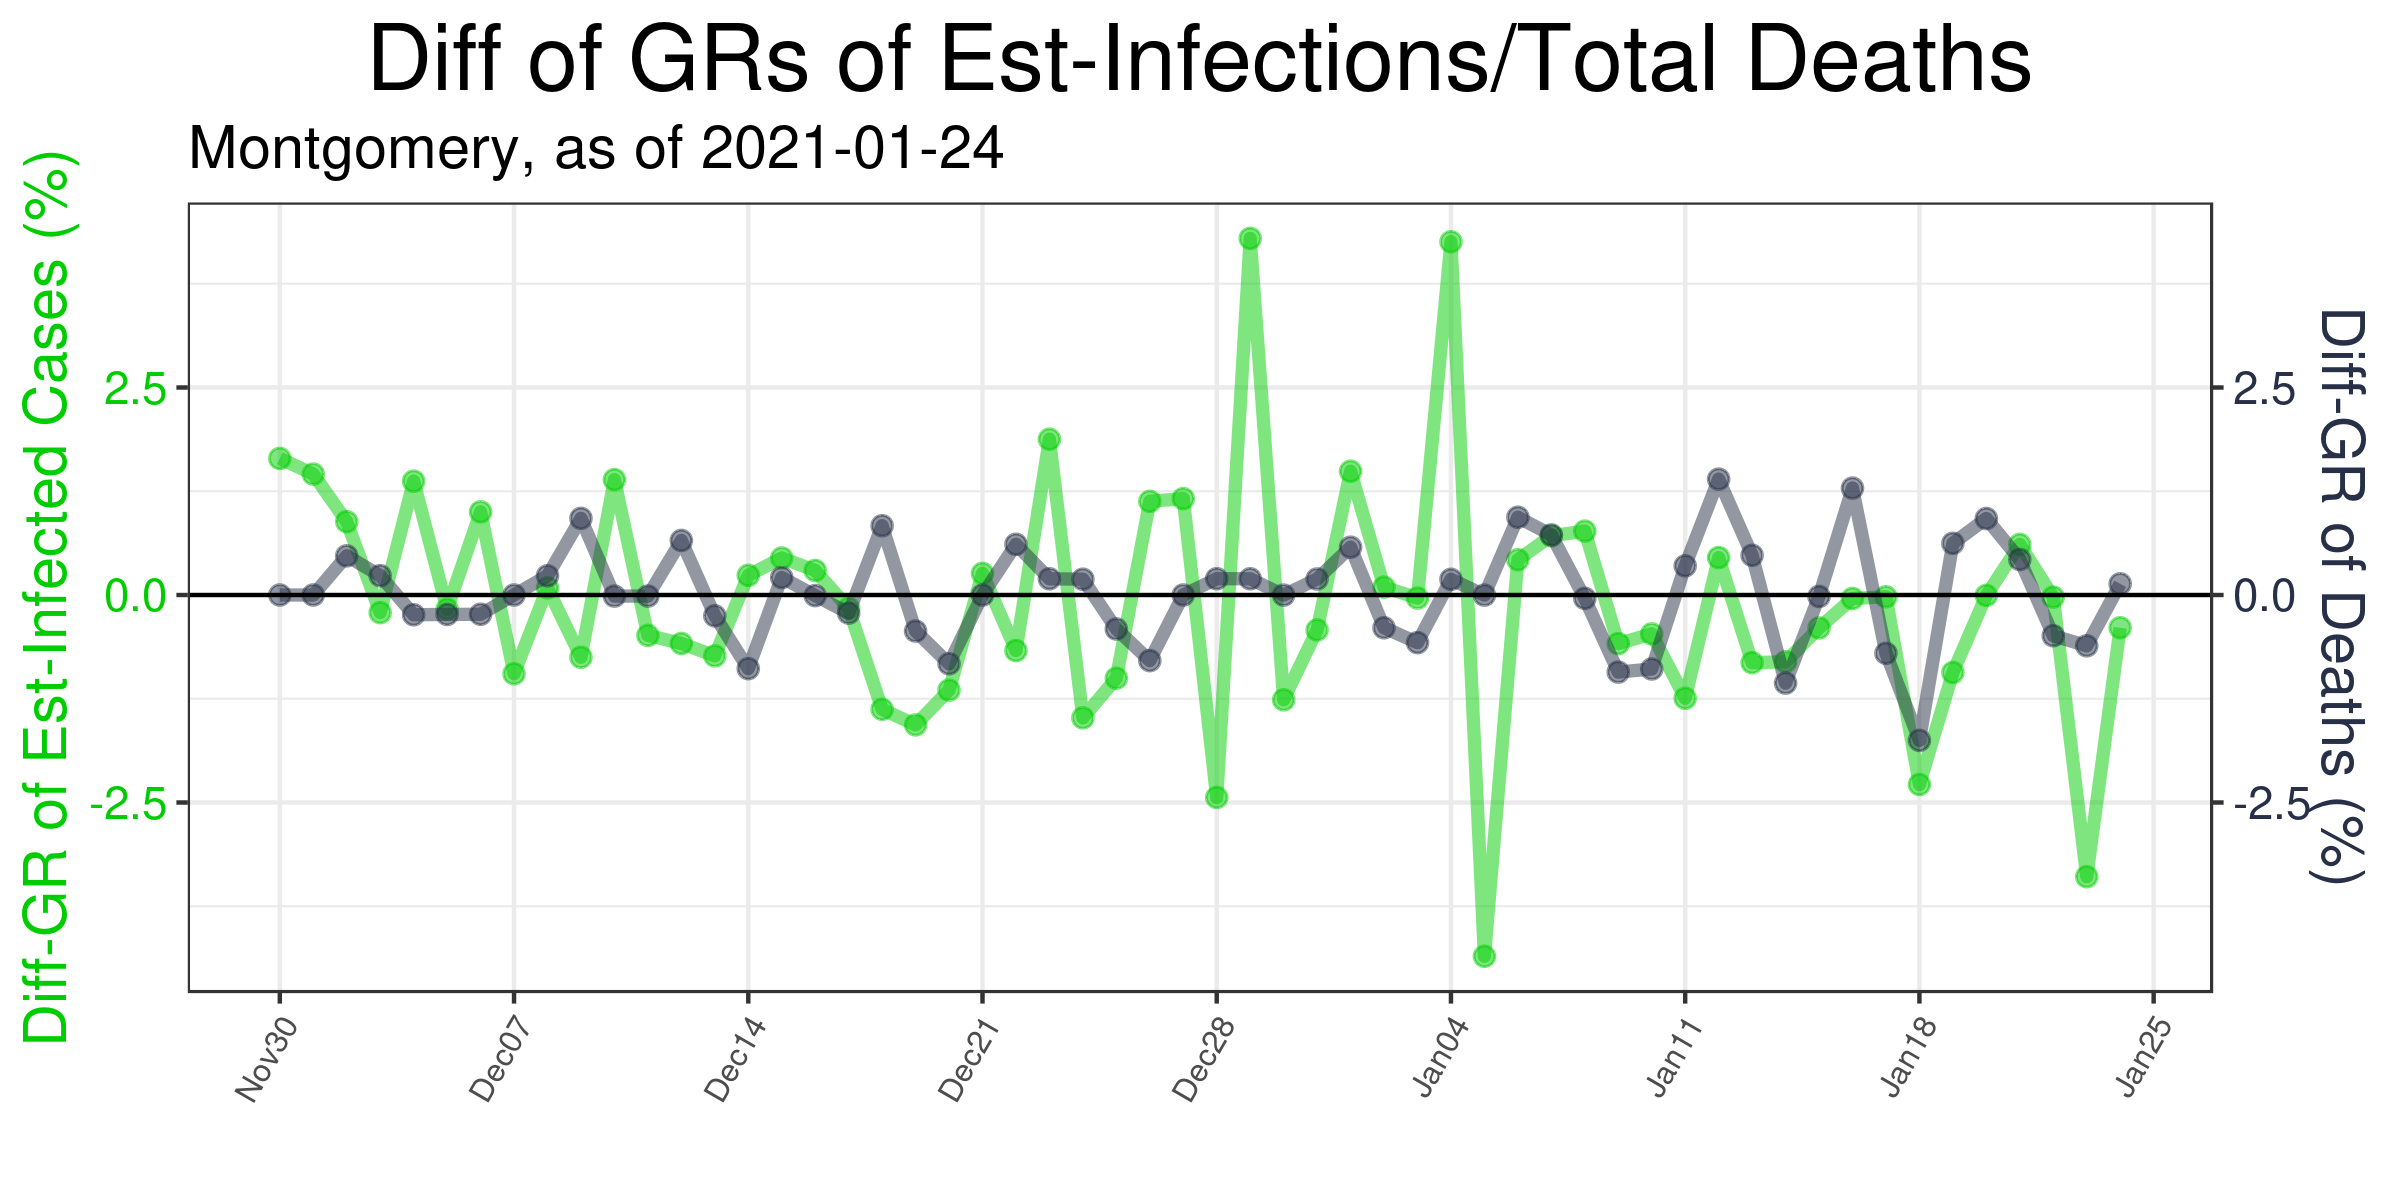 Diff of GRs of Est-Infections/Total Deaths
Montgomery, as of 2021-01-24
Diff-GR of Est-Infected Cases (%)
2.5
0.0
-2.5
2.5
0.0
-2.5
Diff-GR of Deaths (%)
Nov30
Dec07
Dec14
Dec21
Dec28
Jan04
Jan11
Jan18
Jan25